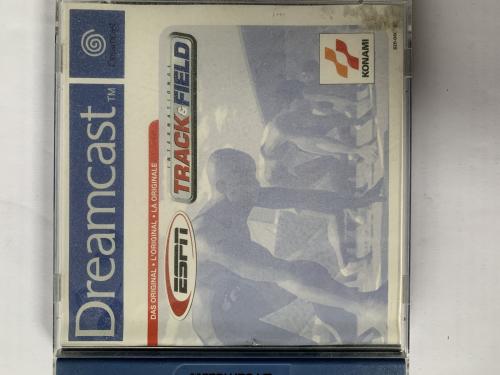 Dreamcast™
Dreamcast
DAS ORIGINAL • L'ORIGINAL • LA ORIGINALE
ESPN
INTERNATIONAL
TRACK & FIELD
KONAMI